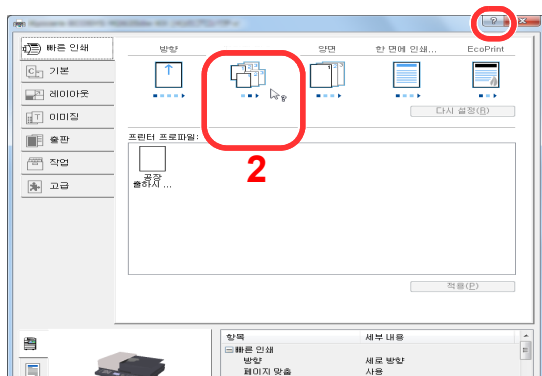 빠른 인쇄
기본
레이아웃
이미징
출판
작업
고급
방향 양면 한 면에 인쇄... EcoPrint
다시 설정(R)
2
프린터 프로파일:
공장
출하시 ...
적용(P)
항목 세부 내용
빠른 인쇄
방향 세로 방향
페이지 맞춤 사용